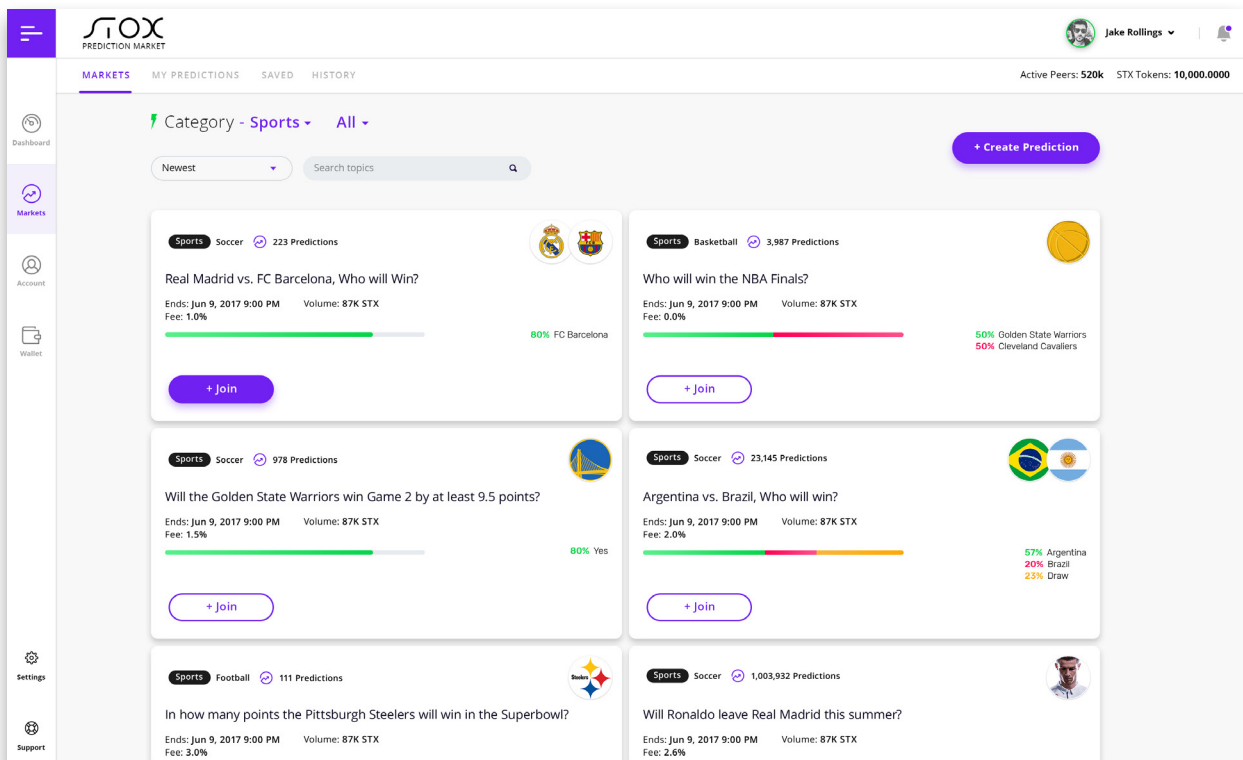 STOX
PREDICTION MARKET
Jake Rollings
MARKETS MY PREDICTIONS SAVED HISTORY
Active Peers: 520k STX Tokens: 10,000.0000
Dashboard
Markets
Account
Wallet
Settings
Support
Category - Sports All
Newest
Search topics
+ Create Prediction
Sports Soccer 223 Predictions
Real Madrid vs. FC Barcelona, Who will Win?
Ends: Jun 9, 2017 9:00 PM Volume: 87K STX
Fee: 1.0%
80% FC Barcelona
+ Join
Sports Basketball 3,987 Predictions
Who will win the NBA Finals?
Ends: Jun 9, 2017 9:00 PM Volume: 87K STX
Fee: 0.0%
50% Golden State Warriors
50% Cleveland Cavaliers
+ Join
Sports Soccer 978 Predictions
Will the Golden State Warriors win Game 2 by at least 9.5 points?
Ends: Jun 9, 2017 9:00 PM Volume: 87K STX
Fee: 1.5%
80% Yes
+ Join
Sports Soccer 23,145 Predictions
Argentina vs. Brazil, Who will win?
Ends: Jun 9, 2017 9:00 PM Volume: 87K STX
Fee: 2.0%
57% Argentina
20% Brazil
23% Draw
+ Join
Sports Football 111 Predictions
Steelers
In how many points the Pittsburgh Steelers will win in the Superbowl?
Ends: Jun 9, 2017 9:00 PM Volume: 87K STX
Fee: 3.0%
Sports Soccer 1,003,932 Predictions
Will Ronaldo leave Real Madrid this summer?
Ends: Jun 9, 2017 9:00 PM Volume: 87K STX
Fee: 2.6%